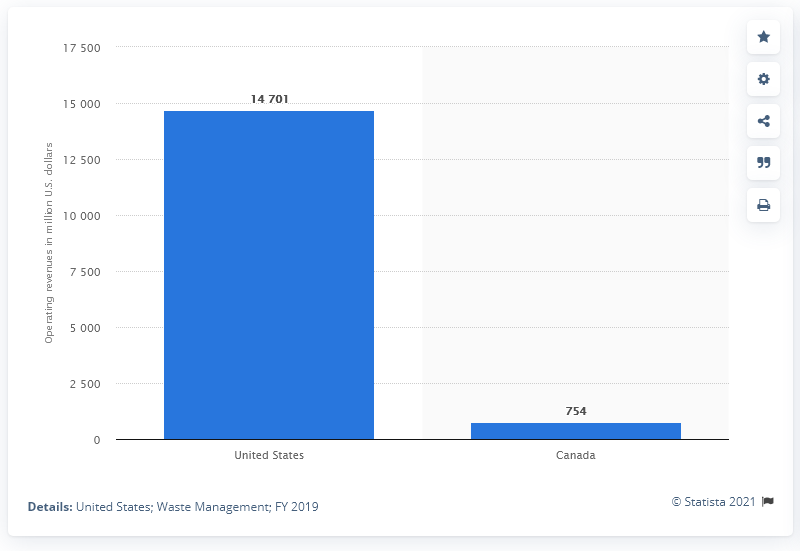 17 500
15 000
12 500
10 000
7 500
5 000
2 500
0
Operating revenues in million U.S. dollars
14 701
754
United States
Canada
Details: United States; Waste Management; FY 2019
© Statista 2021